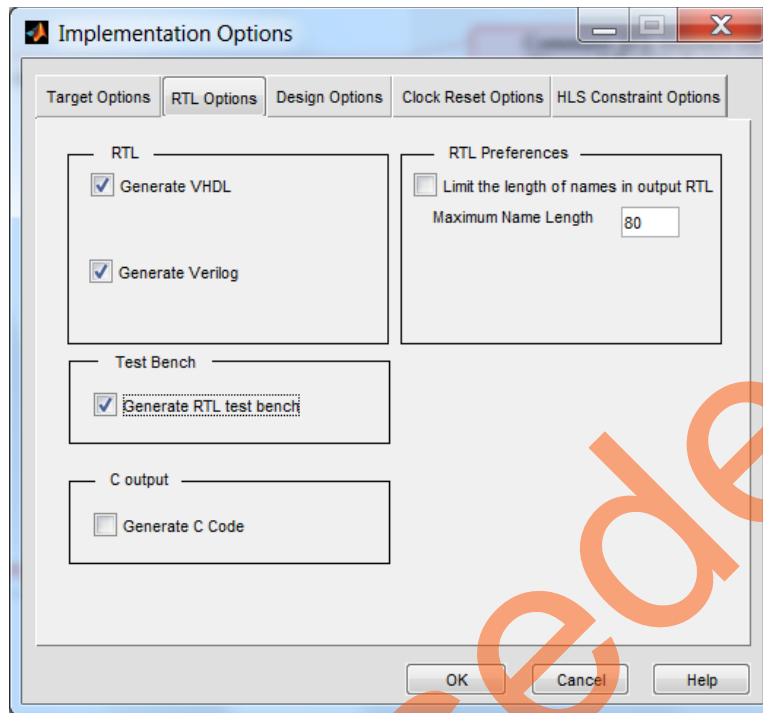 Implementation Options
Target Options
RTL Options
Design Options
Clock Reset Options
HLS Constraint Options
RTL
Generate VHDL
Generate Verilog
RTL Preferences
Limit the length of names in output RTL
Maximum Name Length
80
Test Bench
Generate RTL test bench
C output
Generate C Code
OK
Cancel
Help